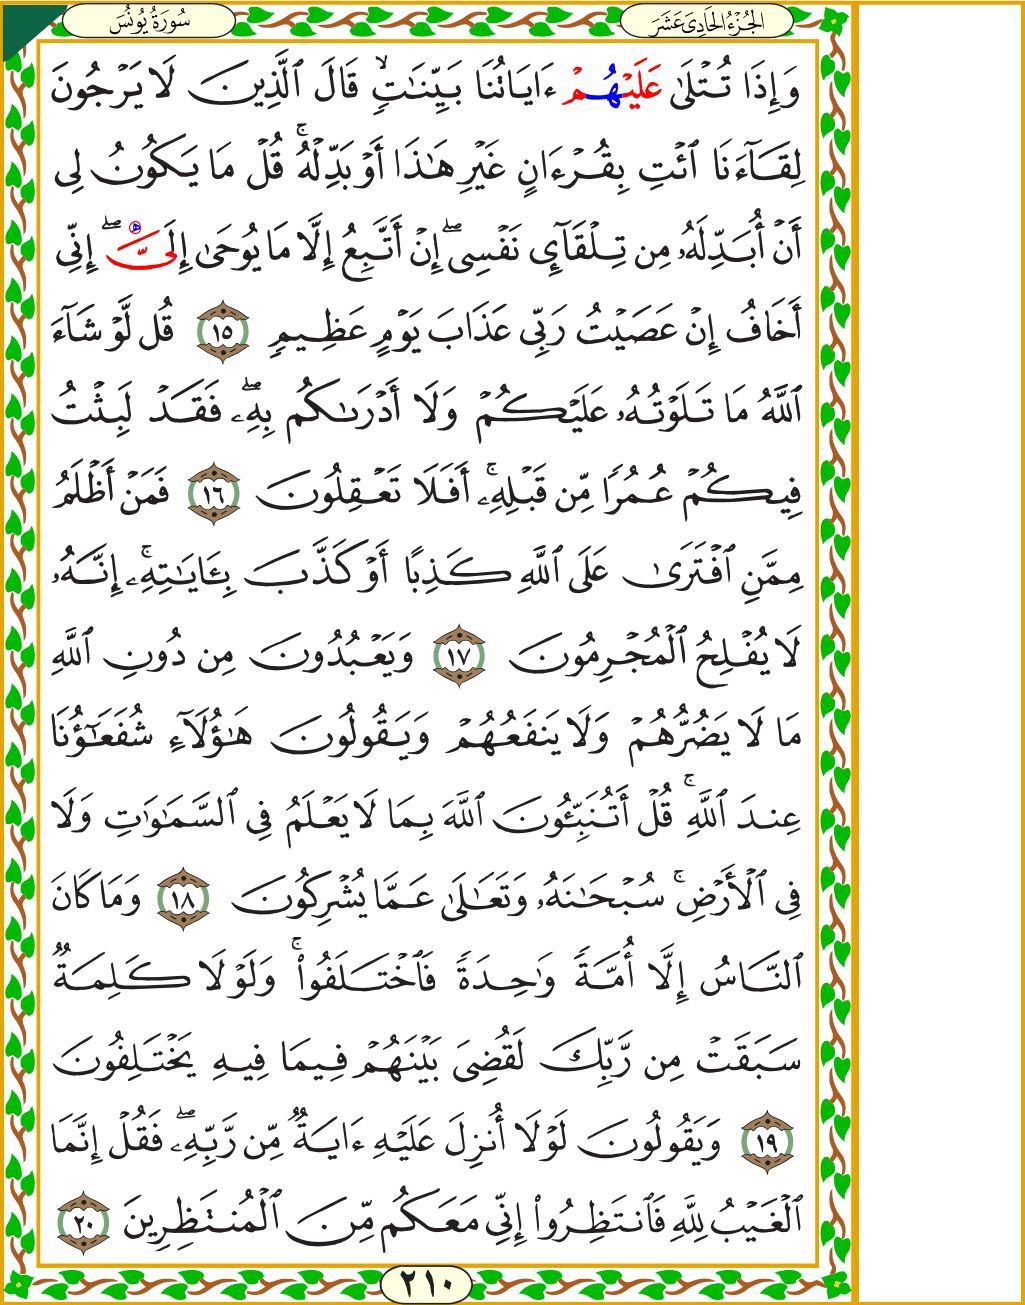 سُورَةُ يُونُسَ
الجُزْءُ الحَادِىَ عَشَرَ
وَإِذَا تُتْلَىٰ عَلَيْهُمْ ءَايَاتُنَا بَيِّنَٰتٍۙ قَالَ ٱلَّذِينَ لَا يَرْجُونَ
لِقَآءَنَا ٱئْتِ بِقُرْءَانٍ غَيْرِ هَٰذَآ أَوْ بَدِّلْهُۚ قُلْ مَا يَكُونُ لِى
أَنْ أُبَدِّلَهُۥ مِن تِلْقَآئِ نَفْسِىٓۖ إِنْ أَتَّبِعُ إِلَّا مَا يُوحَىٰ إِلَىَّۖ إِنِّى
أَخَافُ إِنْ عَصَيْتُ رَبِّى عَذَابَ يَوْمٍ عَظِيمٍ ١٥ قُل لَّوْ شَآءَ
ٱللَّهُ مَا تَلَوْتُهُۥ عَلَيْكُمْ وَلَآ أَدْرَىٰكُم بِهِۦۖ فَقَدْ لَبِثْتُ
فِيكُمْ عُمُرًا مِّن قَبْلِهِۦٓۚ أَفَلَا تَعْقِلُونَ ١٦ فَمَنْ أَظْلَمُ
مِمَّنِ ٱفْتَرَىٰ عَلَى ٱللَّهِ كَذِبًا أَوْ كَذَّبَ بِـَٔايَٰتِهِۦٓۚ إِنَّهُۥ
لَا يُفْلِحُ ٱلْمُجْرِمُونَ ١٧ وَيَعْبُدُونَ مِن دُونِ ٱللَّهِ
مَا لَا يَضُرُّهُمْ وَلَا يَنفَعُهُمْ وَيَقُولُونَ هَٰٓؤُلَآءِ شُفَعَٰٓؤُنَا
عِندَ ٱللَّهِۚ قُلْ أَتُنَبِّـُٔونَ ٱللَّهَ بِمَا لَا يَعْلَمُ فِى ٱلسَّمَٰوَٰتِ وَلَا
فِى ٱلْأَرْضِۚ سُبْحَٰنَهُۥ وَتَعَٰلَىٰ عَمَّا يُشْرِكُونَ ١٨ وَمَا كَانَ
ٱلنَّاسُ إِلَّآ أُمَّةً وَٰحِدَةً فَٱخْتَلَفُوا۟ۚ وَلَوْلَا كَلِمَةٌ
سَبَقَتْ مِن رَّبِّكَ لَقُضِىَ بَيْنَهُمْ فِيمَا فِيهِ يَخْتَلِفُونَ
١٩ وَيَقُولُونَ لَوْلَآ أُنزِلَ عَلَيْهِ ءَايَةٌ مِّن رَّبِّهِۦۖ فَقُلْ إِنَّمَا
ٱلْغَيْبُ لِلَّهِ فَٱنتَظِرُوٓا۟ إِنِّى مَعَكُم مِّنَ ٱلْمُنتَظِرِينَ ٢٠
٢١٠